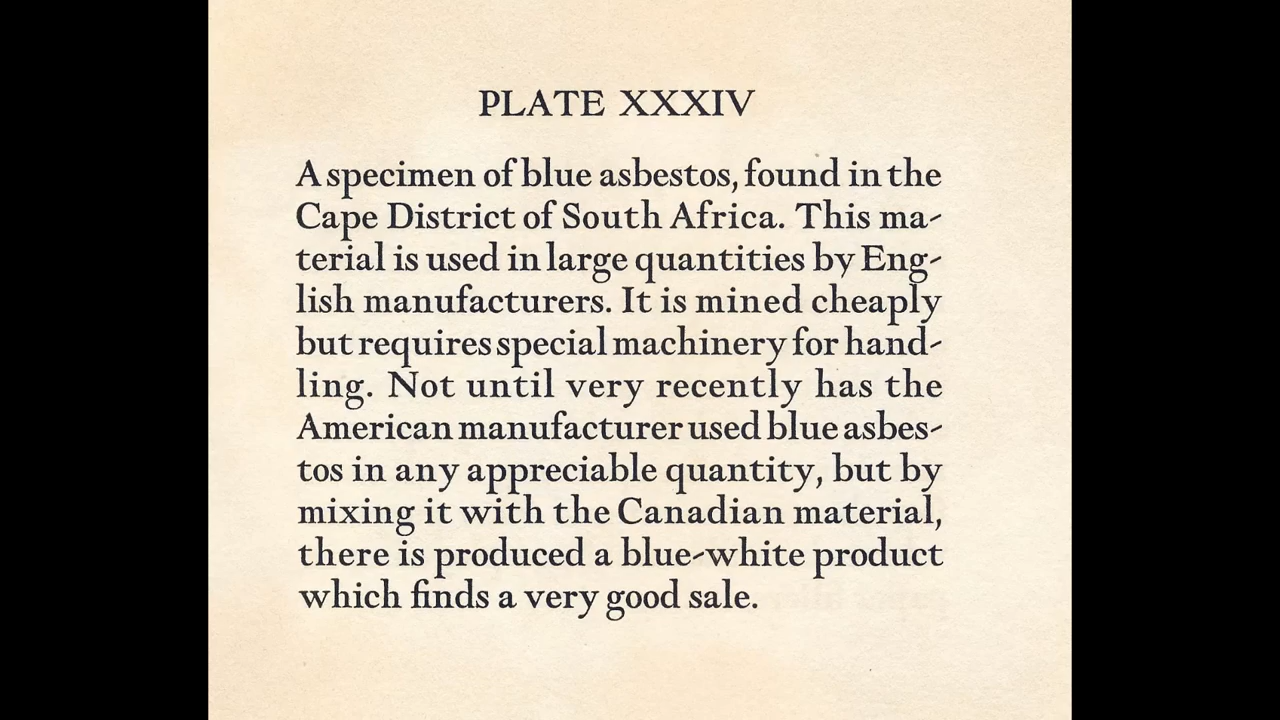 PLATE XXXIV
A specimen of blue asbestos, found in the
Cape District of South Africa. This ma-
terial is used in large quantities by Eng-
lish manufacturers. It is mined cheaply
but requires special machinery for hand-
ling. Not until very recently has the
American manufacturer used blue asbes-
tos in any appreciable quantity, but by
mixing it with the Canadian material,
there is produced a blue-white product
which finds a very good sale.